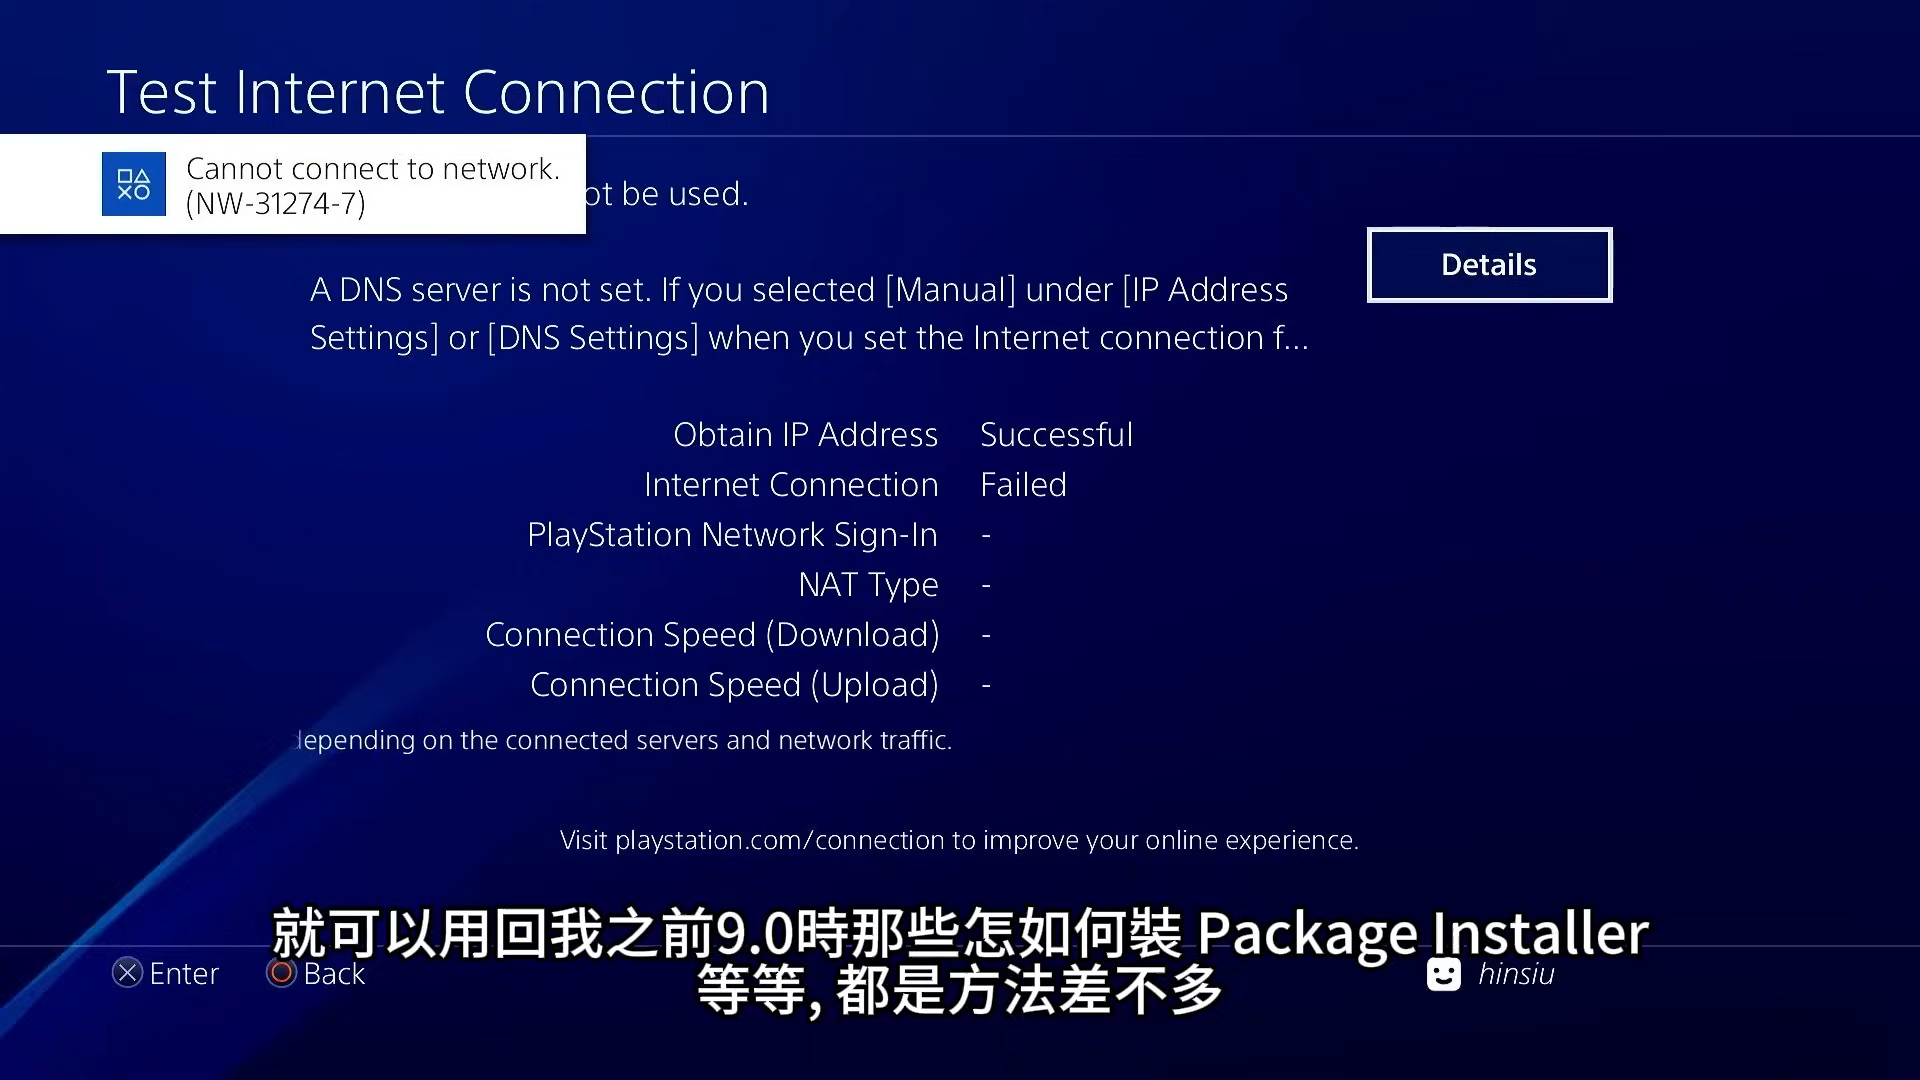 Test Internet Connection
Cannot connect to network.
(NW-31274-7)
ot be used.
Details
A DNS server is not set. If you selected [Manual] under [IP Address
Settings] or [DNS Settings] when you set the Internet connection f...
Obtain IP Address Successful
Internet Connection Failed
PlayStation Network Sign-In -
NAT Type -
Connection Speed (Download) -
Connection Speed (Upload) -
depending on the connected servers and network traffic.
Visit playstation.com/connection to improve your online experience.
就可以用回我之前9.0時那些怎如何裝 Package Installer
等等, 都是方法差不多
Enter Back hinsiu